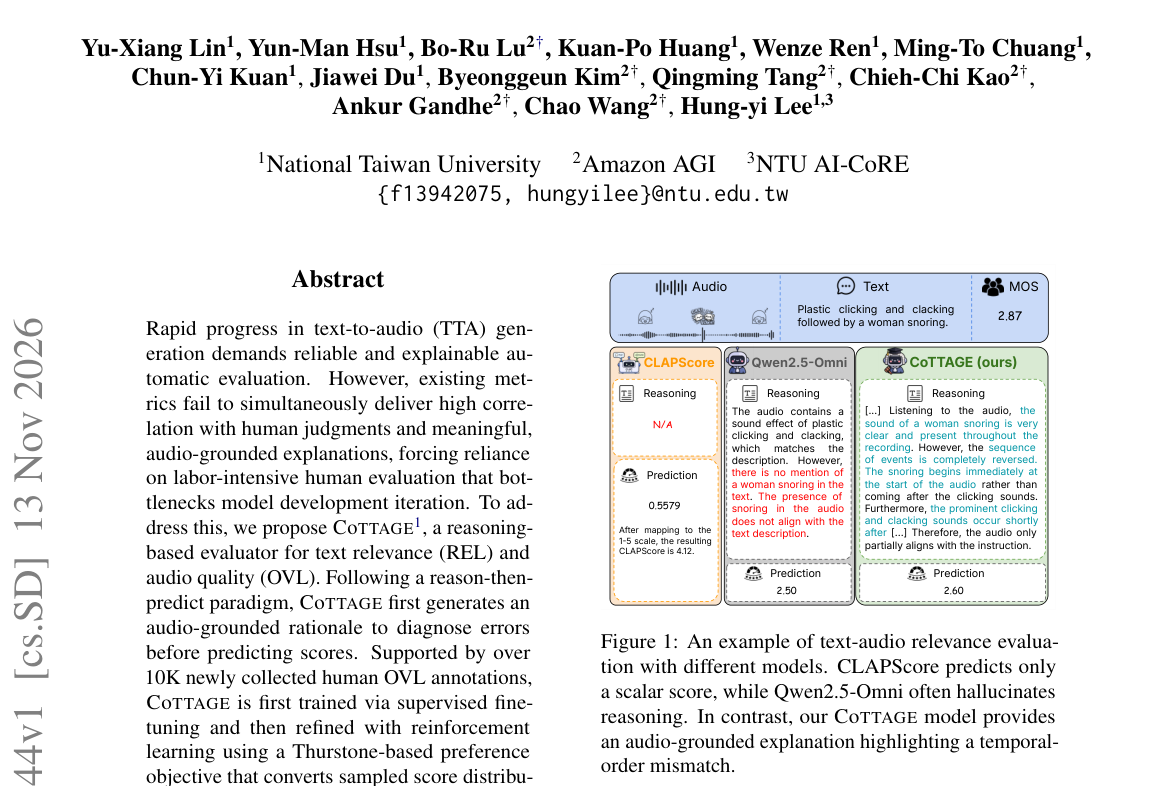 Yu-Xiang Lin1, Yun-Man Hsu1, Bo-Ru Lu2†, Kuan-Po Huang1, Wenze Ren1, Ming-To Chuang1,
Chun-Yi Kuan1, Jiawei Du1, Byeonggeun Kim2†, Qingming Tang2†, Chieh-Chi Kao2†,
Ankur Gandhe2†, Chao Wang2†, Hung-yi Lee1,3
1National Taiwan University 2Amazon AGI 3NTU AI-CoRE
{f13942075, hungyilee}@ntu.edu.tw
44v1 [cs.SD] 13 Nov 2026
Abstract
Rapid progress in text-to-audio (TTA) gen-
eration demands reliable and explainable au-
tomatic evaluation. However, existing met-
rics fail to simultaneously deliver high corre-
lation with human judgments and meaningful,
audio-grounded explanations, forcing reliance
on labor-intensive human evaluation that bot-
tlenecks model development iteration. To ad-
dress this, we propose COTTAGE1, a reasoning-
based evaluator for text relevance (REL) and
audio quality (OVL). Following a reason-then-
predict paradigm, COTTAGE first generates an
audio-grounded rationale to diagnose errors
before predicting scores. Supported by over
10K newly collected human OVL annotations,
COTTAGE is first trained via supervised fine-
tuning and then refined with reinforcement
learning using a Thurstone-based preference
objective that converts sampled score distribu-
Audio
Text
Plastic clicking and clacking
followed by a woman snoring.
MOS
2.87
CLAPScore
Reasoning
N/A
Prediction
0.5579
After mapping to the
1-5 scale, the resulting
CLAPScore is 4.12.
Qwen2.5-Omni
Reasoning
The audio contains a
sound effect of plastic
clicking and clacking,
which matches the
description. However,
there is no mention of
a woman snoring in the
text. The presence of
snoring in the audio
does not align with the
text description.
Prediction
2.50
CoTTAGE (ours)
Reasoning
[...] Listening to the audio, the
sound of a woman snoring is very
clear and present throughout the
recording. However, the sequence
of events is completely reversed.
The snoring begins immediately at
the start of the audio rather than
coming after the clicking sounds.
Furthermore, the prominent clicking
and clacking sounds occur shortly
after [...] Therefore, the audio only
partially aligns with the instruction.
Prediction
2.60
Figure 1: An example of text-audio relevance evalua-
tion with different models. CLAPScore predicts only
a scalar score, while Qwen2.5-Omni often hallucinates
reasoning. In contrast, our COTTAGE model provides
an audio-grounded explanation highlighting a temporal-
order mismatch.